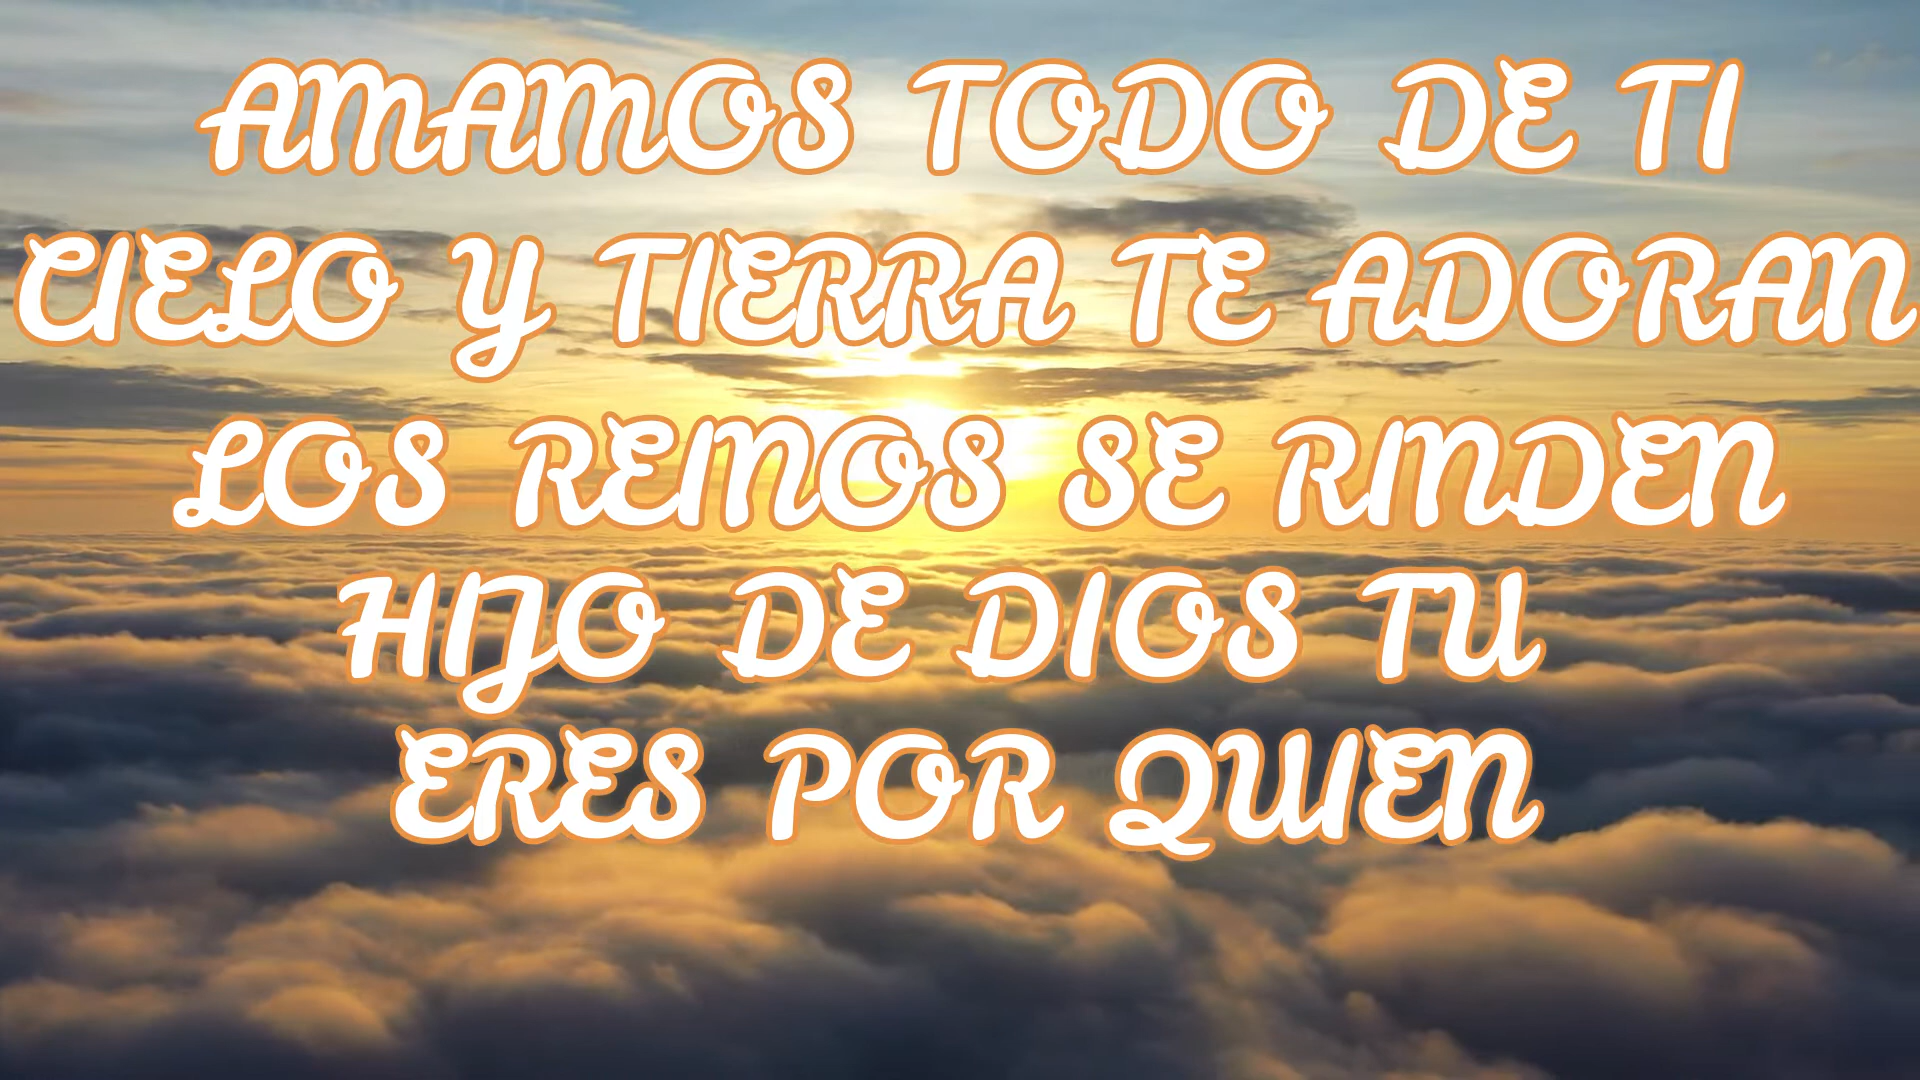 AMAMOS TODO DE TI
CIELO Y TIERRA TE ADORAN
LOS REINOS SE RINDEN
HIJO DE DIOS TU
ERES POR QUIEN